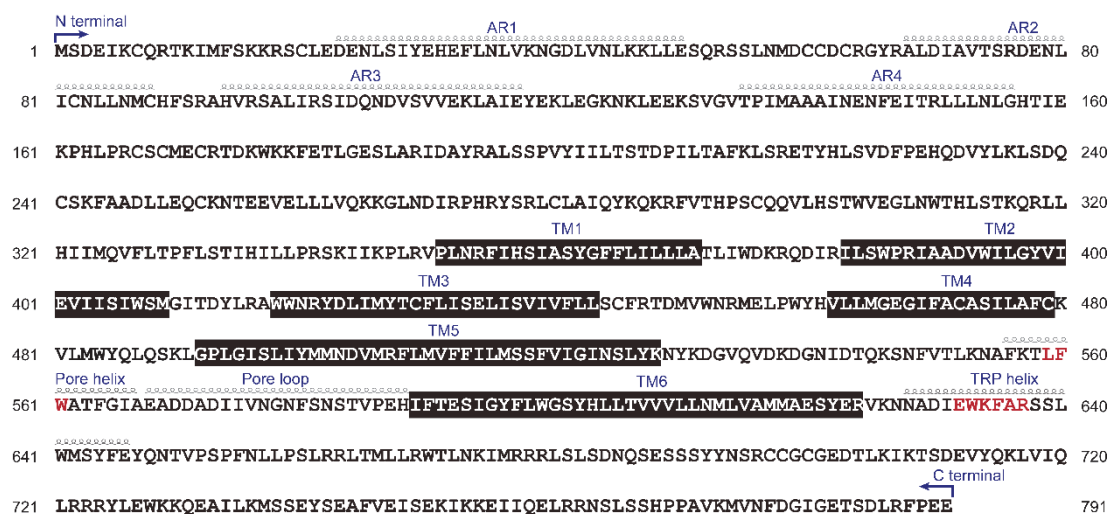 N terminal AR1 AR2
1 MSDEIKCQRTKIMFSKKRSCLEDENLSIYEHEFLNLVKNGDLVNLKKLLESQRSSLNMDCCDCRGYRALDIAVTSRDENL 80
AR3 AR4
81 ICNLLNMCHFSRAHVRSALIRSIDQNDVSVVEKLAIEYEKLEGKNKLEEKSVGVTPIMAAAINENFEITRLLLNLGHTIE 160
161 KPHLPRCSCMECRTDKWKKFETLGESLARIDAYRALSSPVYIILTSTDPILTAFKLSRETYHLSVDFPEHQDVYLKLSDQ 240
241 CSKFAADLLEQCKNTEEVELLLVQKKGLNDIRPHRYSRLCLAIQYKQKRFVTHPSCQQVLHSTWVEGLNWTHLSTKQRLL 320
TM1 TM2
321 HIIMQVFLTPFLSTIHILLPRSKIIKPLRVPLNRFIHSIASYGFFLILLLATLIWDKRQDIRILSWPRIAADVWILGYVI 400
TM3 TM4
401 EVIISIWSMGITDYLRAWWNRYDLIMYTCFLISELISVIVFLLSCFRTDMVWNRMELPWYHVLLMGEGIFACASILAFCK 480
TM5
481 VLMWYQLQSKLGPLGISLIYMMNDVMRFLMVFFILMSSFVIGINSLYKNYKDGVQVDKDGNIDTQKSNFVTLKNAFKTLF 560
Pore helix Pore loop TM6 TRP helix
561 WATFGIAEADDADIIVNGNFSNSTVPEHIFTESIGYFLWGSYHLLTVVVLLNMLVAMMAESYERVKNNADIEWKFARSSL 640
641 WMSYFEYQNTVPSPFNLLPSLRRLTMLLRWTLNKIMRRRLSLSDNQSESSSYYNSRCCGCGEDTLKIKTSDEVYQKLVIQ 720
C terminal
721 LRRRYLEWKKQEAILKMSSEYSEAFVEISEKIKKEIIQELRRNSLSSHPPAVKMVNFDGIGETSDLRFPEE 791